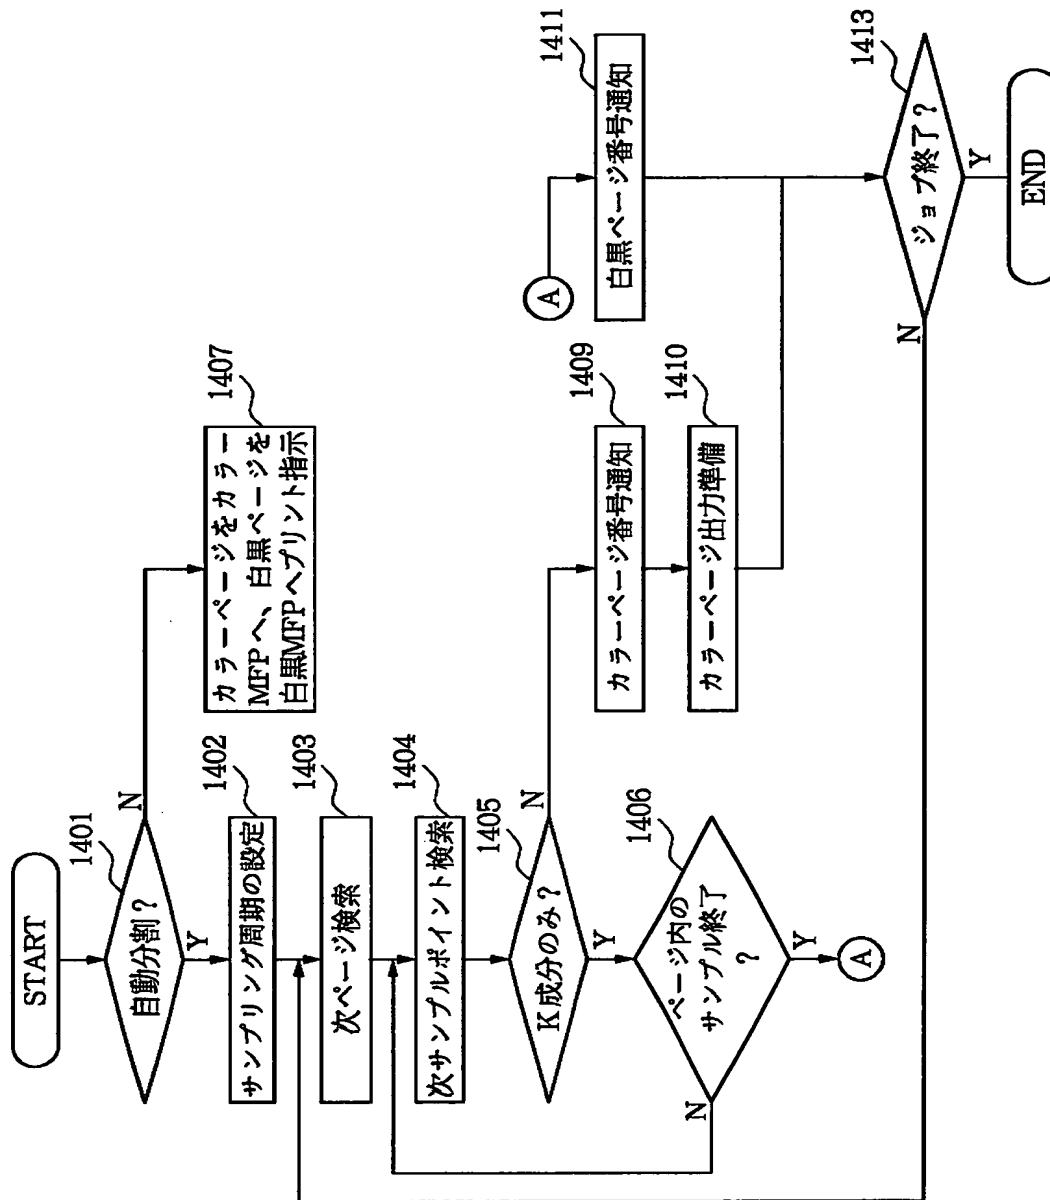 START
1401
自動分割?
N
Y
1402
サンプリング周期の設定
1403
次ページ検索
1404
次サンプルポイント検索
1405
K成分のみ?
N
Y
1406
ページ内の
サンプル終了
?
N
Y
A
1407
カラーページをカラー
MFPへ、白黒ページを
白黒MFPへプリント指示
1409
カラーページ番号通知
1410
カラーページ出力準備
A
1411
白黒ページ番号通知
1413
ジョブ終了?
N
Y
END